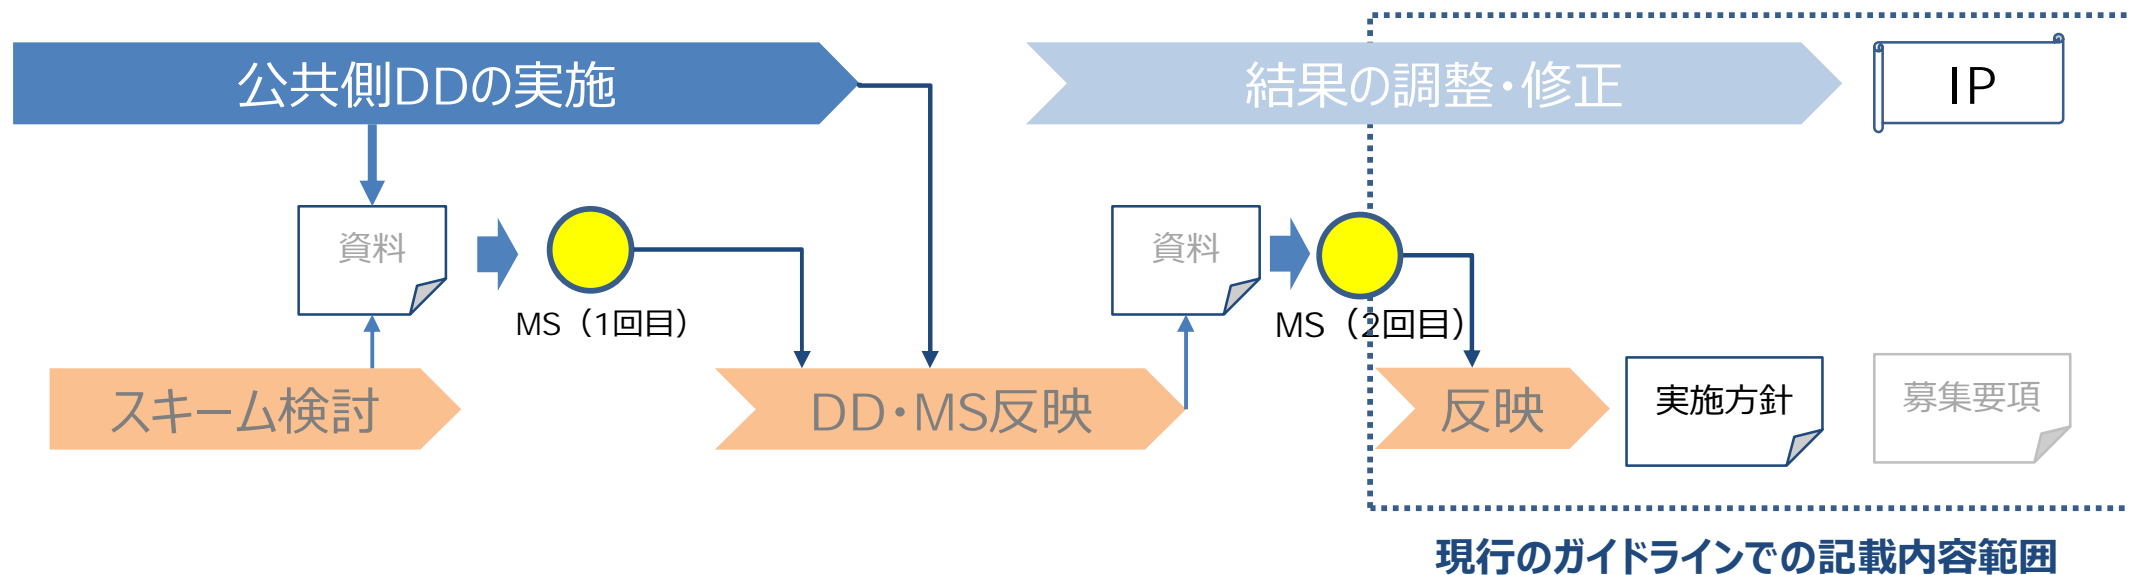 公共側DDの実施
結果の調整・修正
IP
資料
資料
MS（1回目）
MS（2回目）
スキーム検討
DD・MS反映
反映
実施方針
募集要項
現行のガイドラインでの記載内容範囲